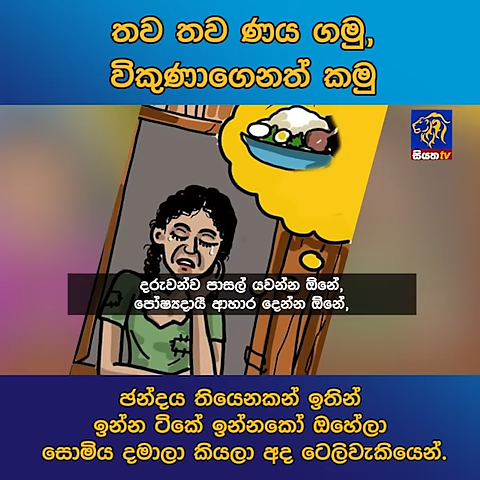 තව තව ණය ගමු,
විකුණාගෙනත් කමු
සියත tv
දරුවන්ව පාසල් යවන්න ඕනේ,
පෝෂ්‍යදායී ආහාර දෙන්න ඕනේ,
ඡන්දය තියෙනකන් ඉතින්
ඉන්න ටිකේ ඉන්නකෝ ඔහේලා
සොමිය දමාලා කියලා අද ටෙලිවැකියෙන්.